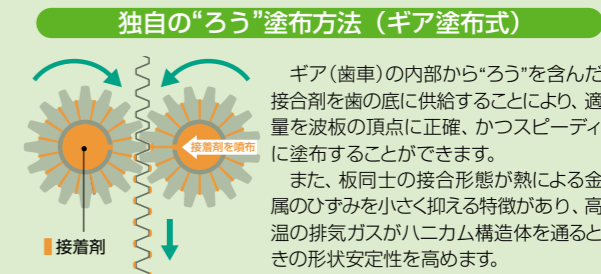 独自の“ろう”塗布方法（ギア塗布式）
接着剤を噴布
接着剤
ギア（歯車）の内部から“ろう”を含んだ
接合剤を歯の底に供給することにより、適
量を波板の頂点に正確、かつスピーディ
に塗布することができます。
また、板同士の接合形態が熱による金
属のひずみを小さく抑える特徴があり、高
温の排気ガスがハニカム構造体を通ると
きの形状安定性を高めます。